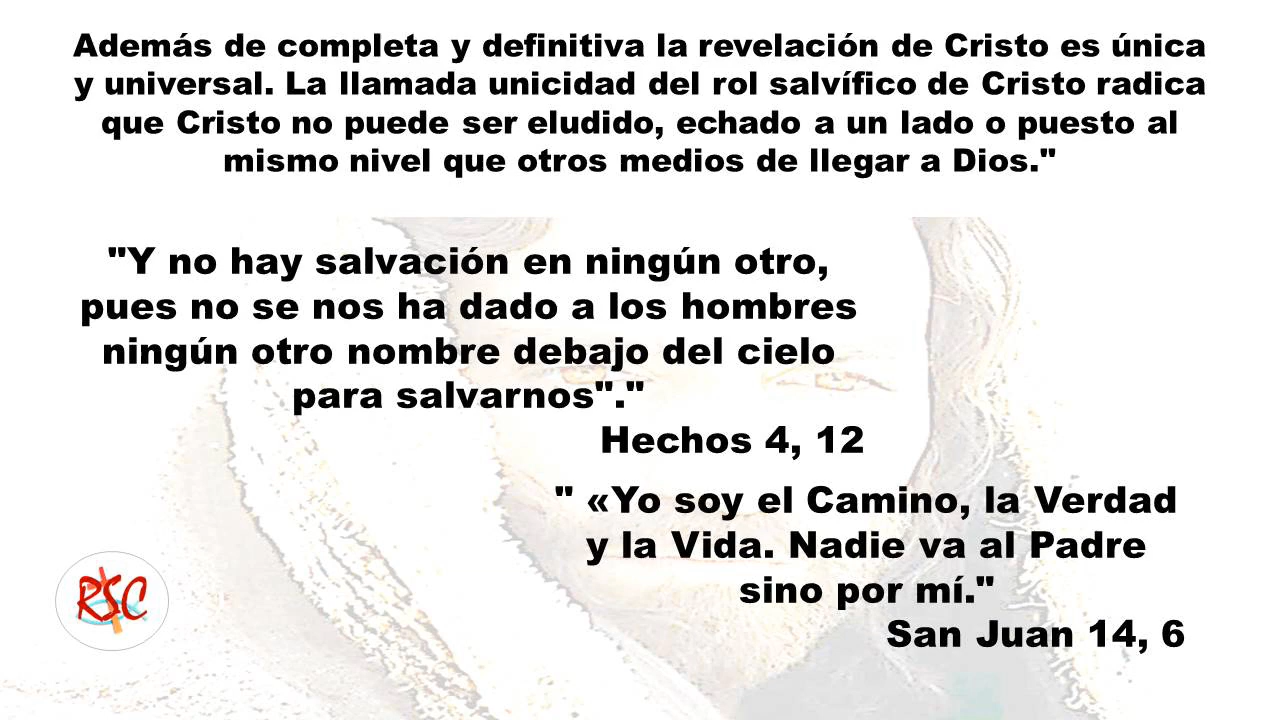 Además de completa y definitiva la revelación de Cristo es única
y universal. La llamada unicidad del rol salvífico de Cristo radica
que Cristo no puede ser eludido, echado a un lado o puesto al
mismo nivel que otros medios de llegar a Dios."
"Y no hay salvación en ningún otro,
pues no se nos ha dado a los hombres
ningún otro nombre debajo del cielo
para salvarnos"."
Hechos 4, 12
" «Yo soy el Camino, la Verdad
y la Vida. Nadie va al Padre
sino por mí."
San Juan 14, 6
RSC